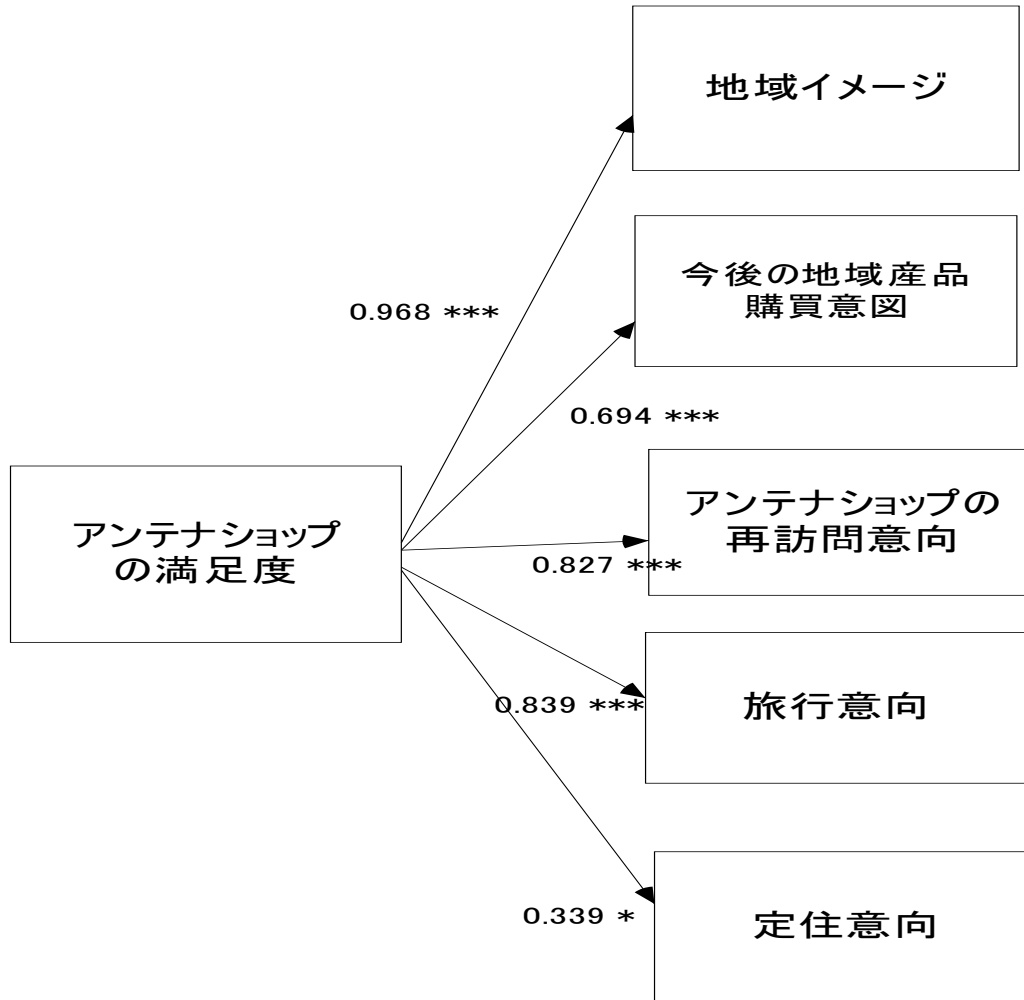 地域イメージ
0.968 ***
今後の地域産品
購買意図
0.694 ***
アンテナショップ
の満足度
アンテナショップの
再訪問意向
0.827 ***
0.839 ***
旅行意向
0.339 *
定住意向